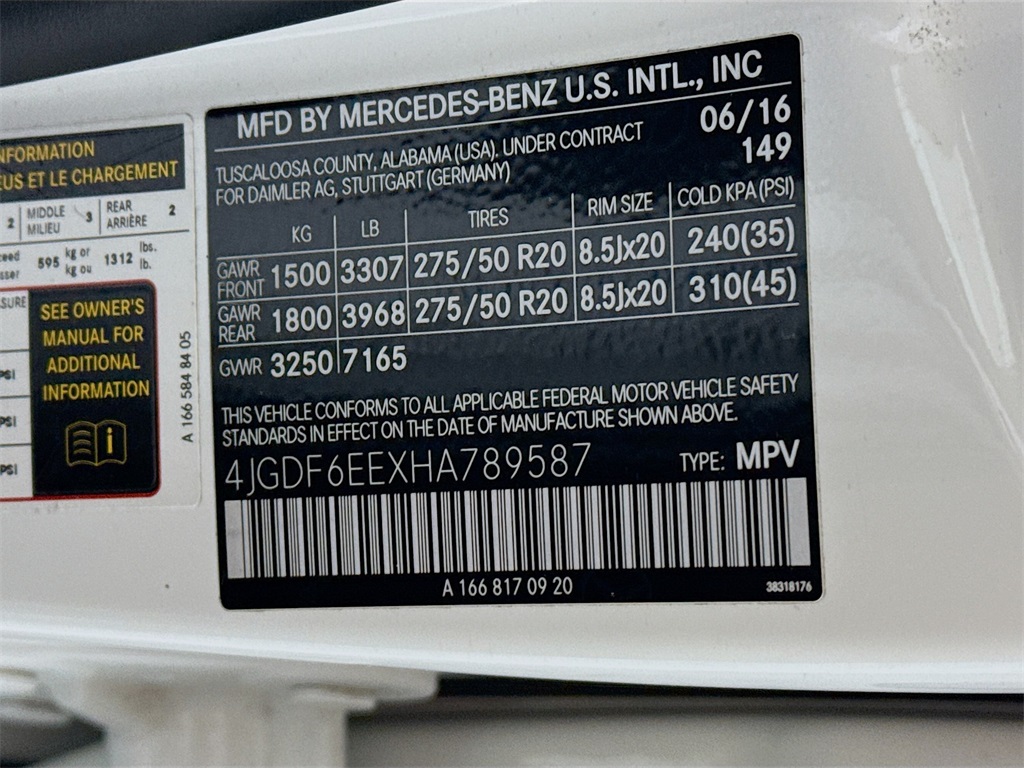 NFORMATION
EUS ET LE CHARGEMENT
2 MIDDLE MILIEU 3 REAR ARRIÈRE 2
595 kg or kg ou 1312 lbs. lb.
SEE OWNER'S
MANUAL FOR
ADDITIONAL
INFORMATION
i
PSI
PSI
PSI
A 166 584 84 05
MFD BY MERCEDES-BENZ U.S. INTL., INC
TUSCALOOSA COUNTY, ALABAMA (USA). UNDER CONTRACT 06/16
FOR DAIMLER AG, STUTTGART (GERMANY) 149
KG LB TIRES RIM SIZE COLD KPA (PSI)
GAWR FRONT 1500 3307 275/50 R20 8.5Jx20 240(35)
GAWR REAR 1800 3968 275/50 R20 8.5Jx20 310(45)
GVWR 3250 7165
THIS VEHICLE CONFORMS TO ALL APPLICABLE FEDERAL MOTOR VEHICLE SAFETY
STANDARDS IN EFFECT ON THE DATE OF MANUFACTURE SHOWN ABOVE.
4JGDF6EEXHA789587 TYPE: MPV
A 166 817 09 20 38318176